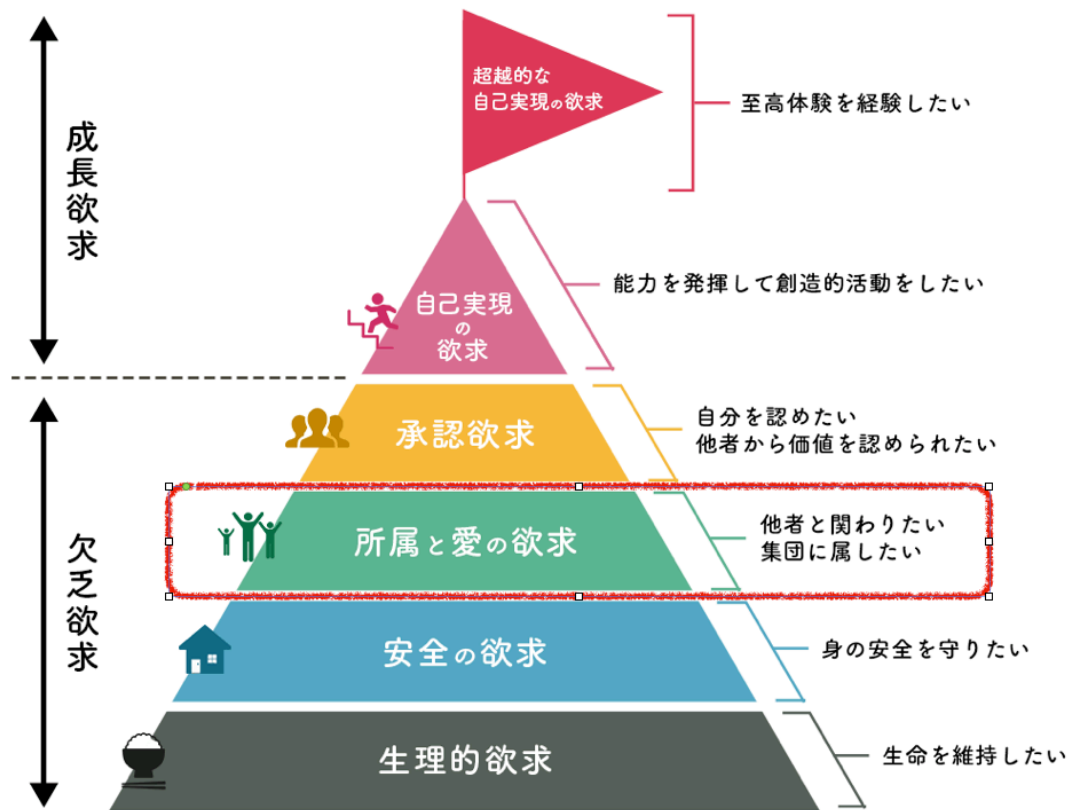 超越的な
自己実現の欲求
至高体験を経験したい
成長欲求
能力を発揮して創造的活動をしたい
自己実現
の
欲求
承認欲求
自分を認めたい
他者から価値を認められたい
所属と愛の欲求
他者と関わりたい
集団に属したい
欠乏欲求
安全の欲求
身の安全を守りたい
生理的欲求
生命を維持したい